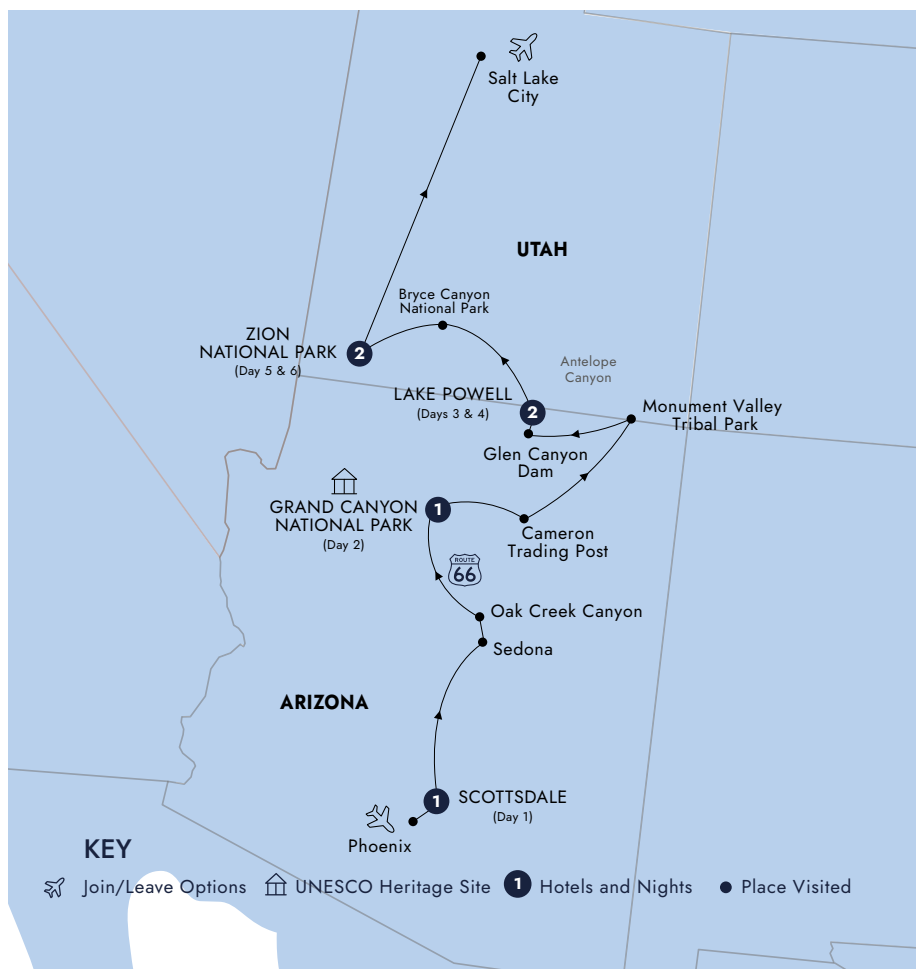 Salt Lake
City
UTAH
Bryce Canyon
National Park
ZION
NATIONAL PARK
(Day 5 & 6)
2
Antelope
Canyon
LAKE POWELL
(Days 3 & 4)
2
Monument Valley
Tribal Park
Glen Canyon
Dam
GRAND CANYON
NATIONAL PARK
(Day 2)
1
Cameron
Trading Post
ROUTE
66
Oak Creek Canyon
Sedona
ARIZONA
1
SCOTTSDALE
(Day 1)
Phoenix
KEY
Join/Leave Options
UNESCO Heritage Site
1
Hotels and Nights
Place Visited